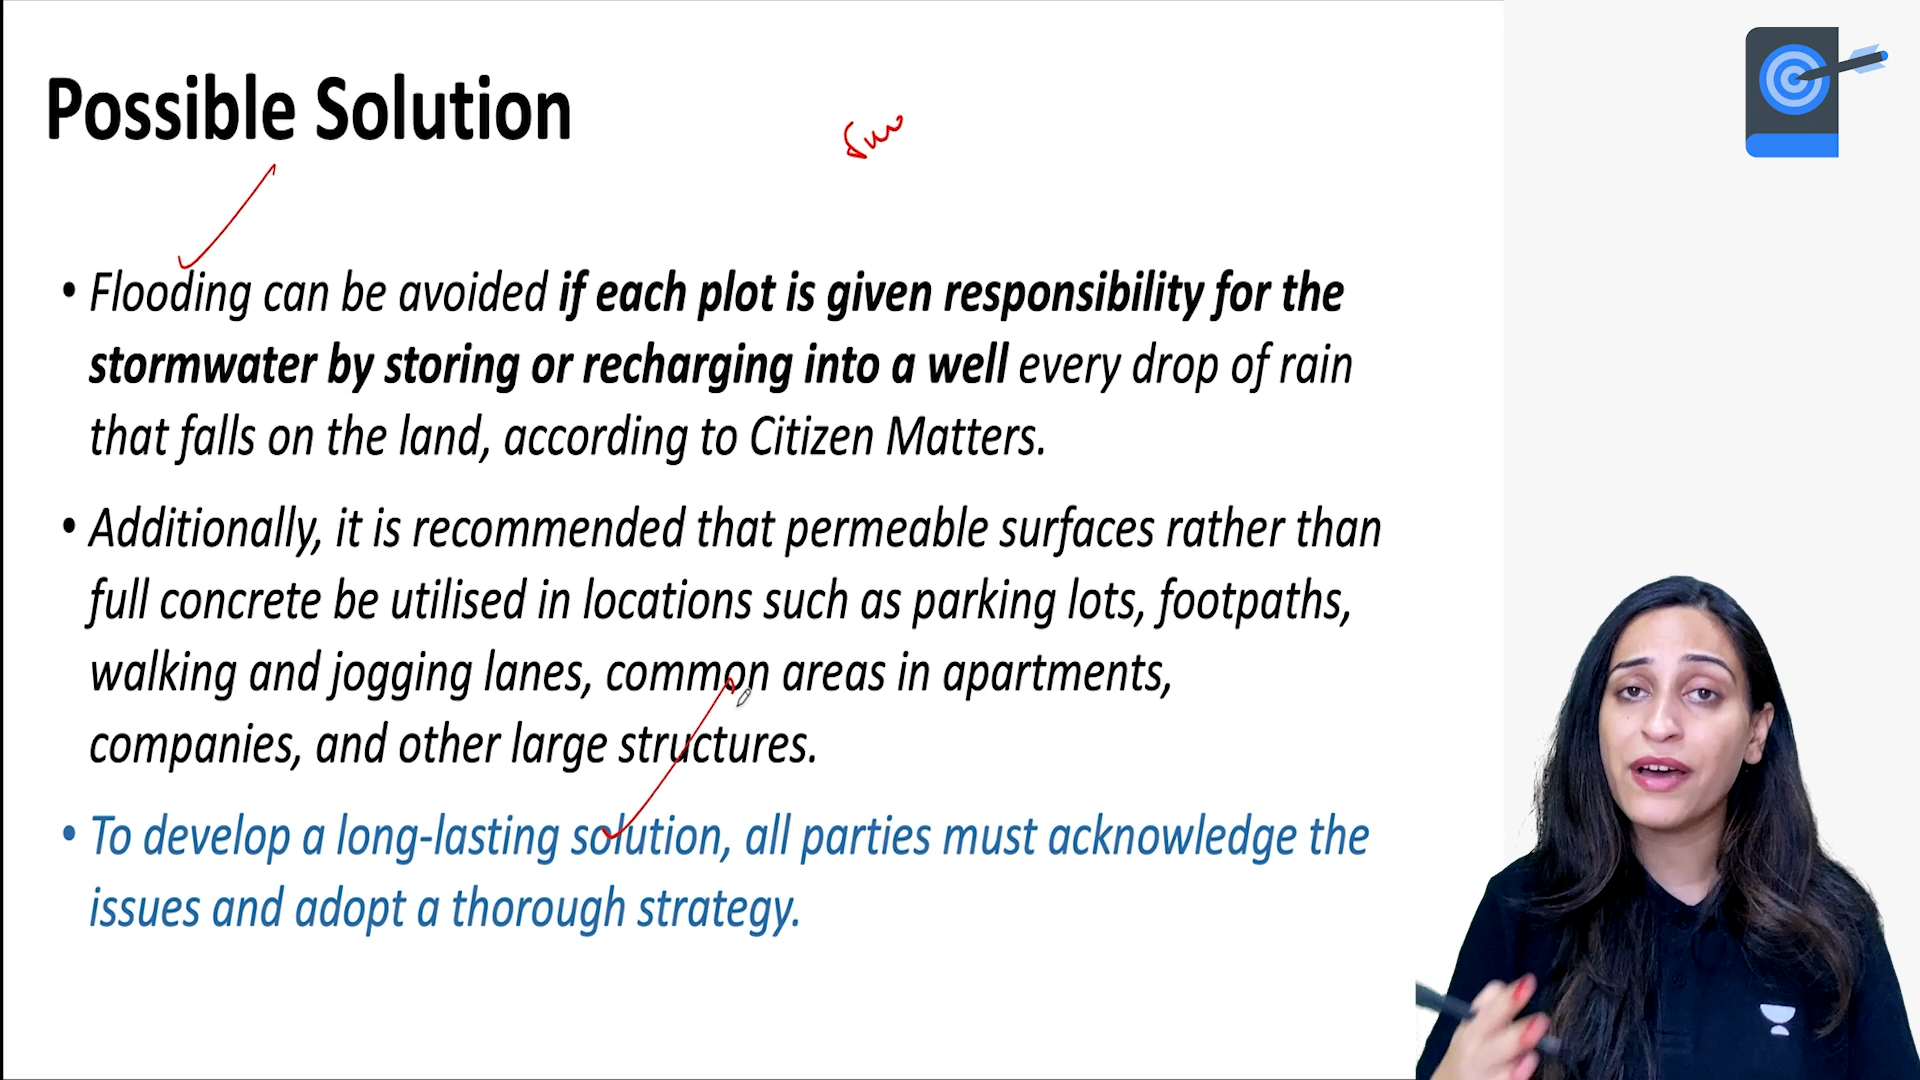 Possible Solution
• Flooding can be avoided if each plot is given responsibility for the
stormwater by storing or recharging into a well every drop of rain
that falls on the land, according to Citizen Matters.
• Additionally, it is recommended that permeable surfaces rather than
full concrete be utilised in locations such as parking lots, footpaths,
walking and jogging lanes, common areas in apartments,
companies, and other large structures.
• To develop a long-lasting solution, all parties must acknowledge the
issues and adopt a thorough strategy.